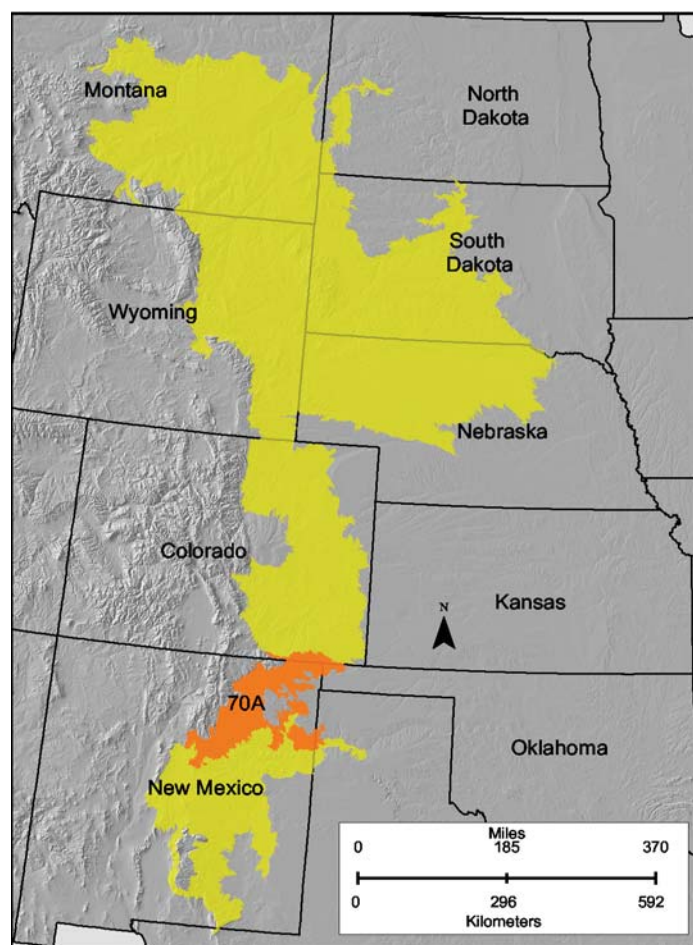 Montana
North
Dakota
South
Dakota
Wyoming
Nebraska
Colorado
Kansas
N
70A
Oklahoma
New Mexico
Miles
0 185 370
0 296 592
Kilometers